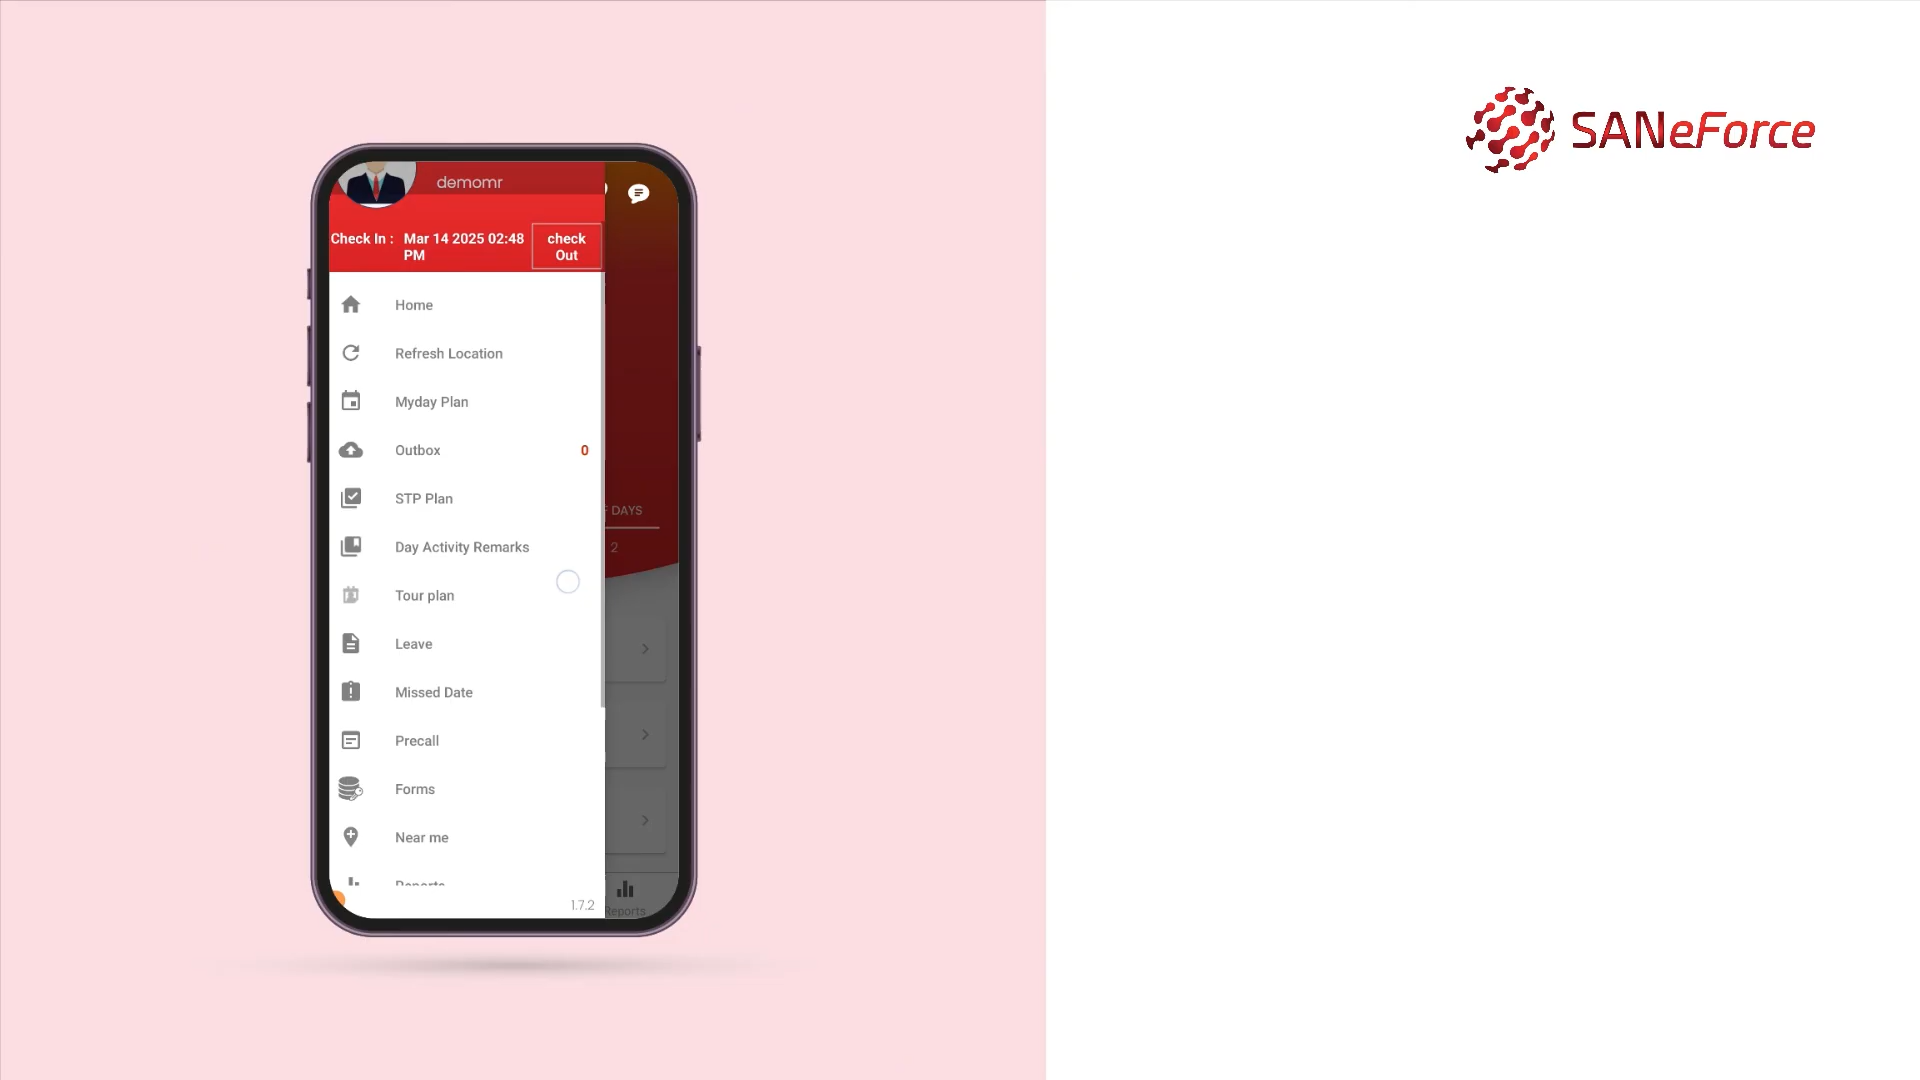 SANeForce
demomr
Check In : Mar 14 2025 02:48 PM
check Out
Home
Refresh Location
Myday Plan
Outbox 0
STP Plan
DAYS
Day Activity Remarks
2
Tour plan
Leave
Missed Date
Precall
Forms
Near me
Reports
1.7.2
Reports